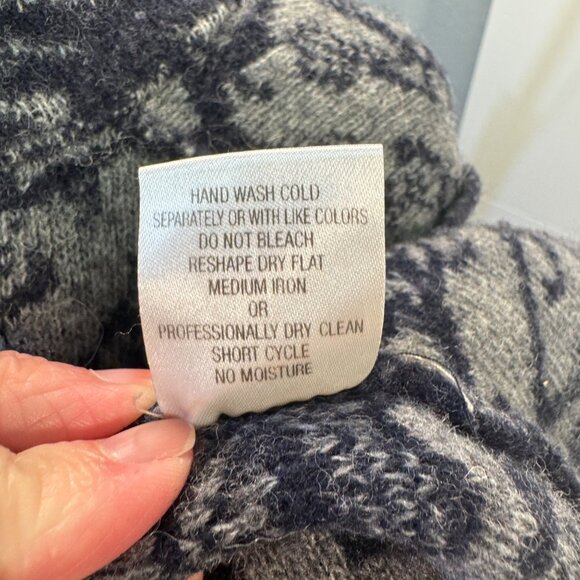 HAND WASH COLD
SEPARATELY OR WITH LIKE COLORS
DO NOT BLEACH
RESHAPE DRY FLAT
MEDIUM IRON
OR
PROFESSIONALLY DRY CLEAN
SHORT CYCLE
NO MOISTURE